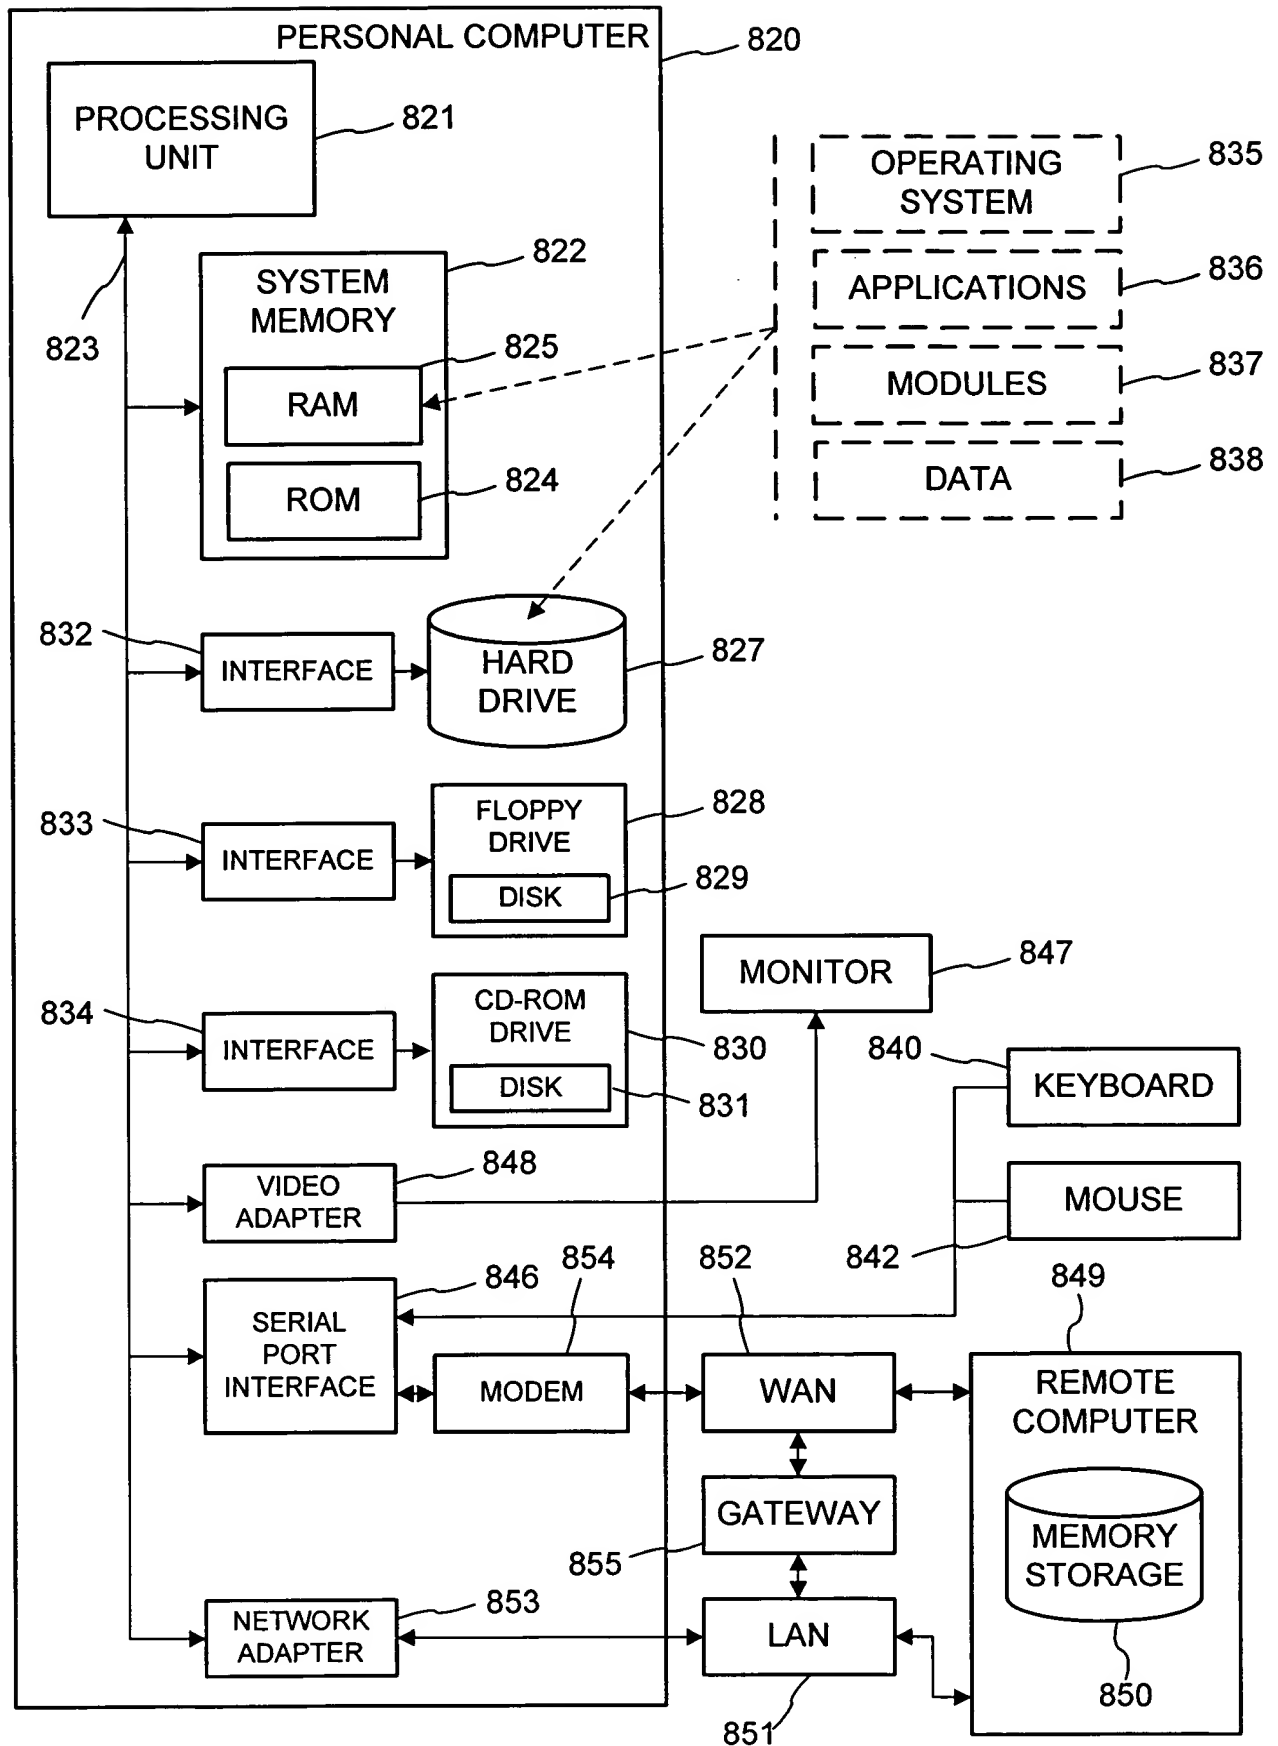 PERSONAL COMPUTER
820
PROCESSING
UNIT
821
823
SYSTEM
MEMORY
822
RAM
825
ROM
824
OPERATING
SYSTEM
835
APPLICATIONS
836
MODULES
837
DATA
838
832
INTERFACE
HARD
DRIVE
827
833
INTERFACE
FLOPPY
DRIVE
828
DISK
829
834
INTERFACE
CD-ROM
DRIVE
830
DISK
831
MONITOR
847
840
KEYBOARD
MOUSE
842
VIDEO
ADAPTER
848
SERIAL
PORT
INTERFACE
846
854
MODEM
852
WAN
GATEWAY
855
849
REMOTE
COMPUTER
MEMORY
STORAGE
850
NETWORK
ADAPTER
853
LAN
851